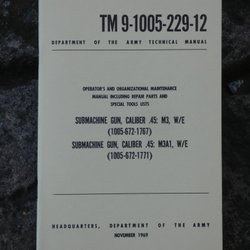 TM 9-1005-229-12
DEPARTMENT OF THE ARMY TECHNICAL MANUAL
OPERATOR'S AND ORGANIZATIONAL MAINTENANCE
MANUAL INCLUDING REPAIR PARTS AND
SPECIAL TOOLS LISTS
SUBMACHINE GUN, CALIBER .45: M3, W/E
(1005-672-1767)
SUBMACHINE GUN, CALIBER .45: M3A1, W/E
(1005-672-1771)
HEADQUARTERS, DEPARTMENT OF THE ARMY
NOVEMBER 1969